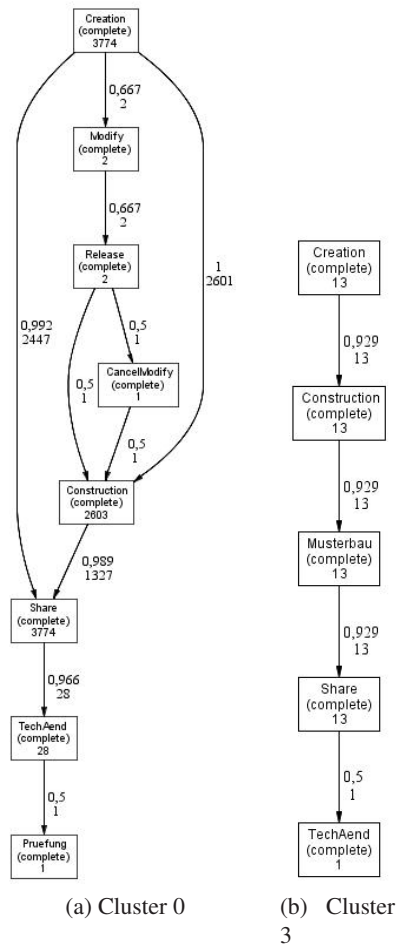 Creation
(complete)
3774
0,667
2
Modify
(complete)
2
0,667
2
Release
(complete)
2
1
2601
0,992
2447
0,5
1
0,5
1
CancelModify
(complete)
1
0,5
1
Construction
(complete)
2603
0,989
1327
Share
(complete)
3774
0,966
28
TechAend
(complete)
28
0,5
1
Pruefung
(complete)
1
(a) Cluster 0
Creation
(complete)
13
0,929
13
Construction
(complete)
13
0,929
13
Musterbau
(complete)
13
0,929
13
Share
(complete)
13
0,5
1
TechAend
(complete)
1
(b) Cluster
3